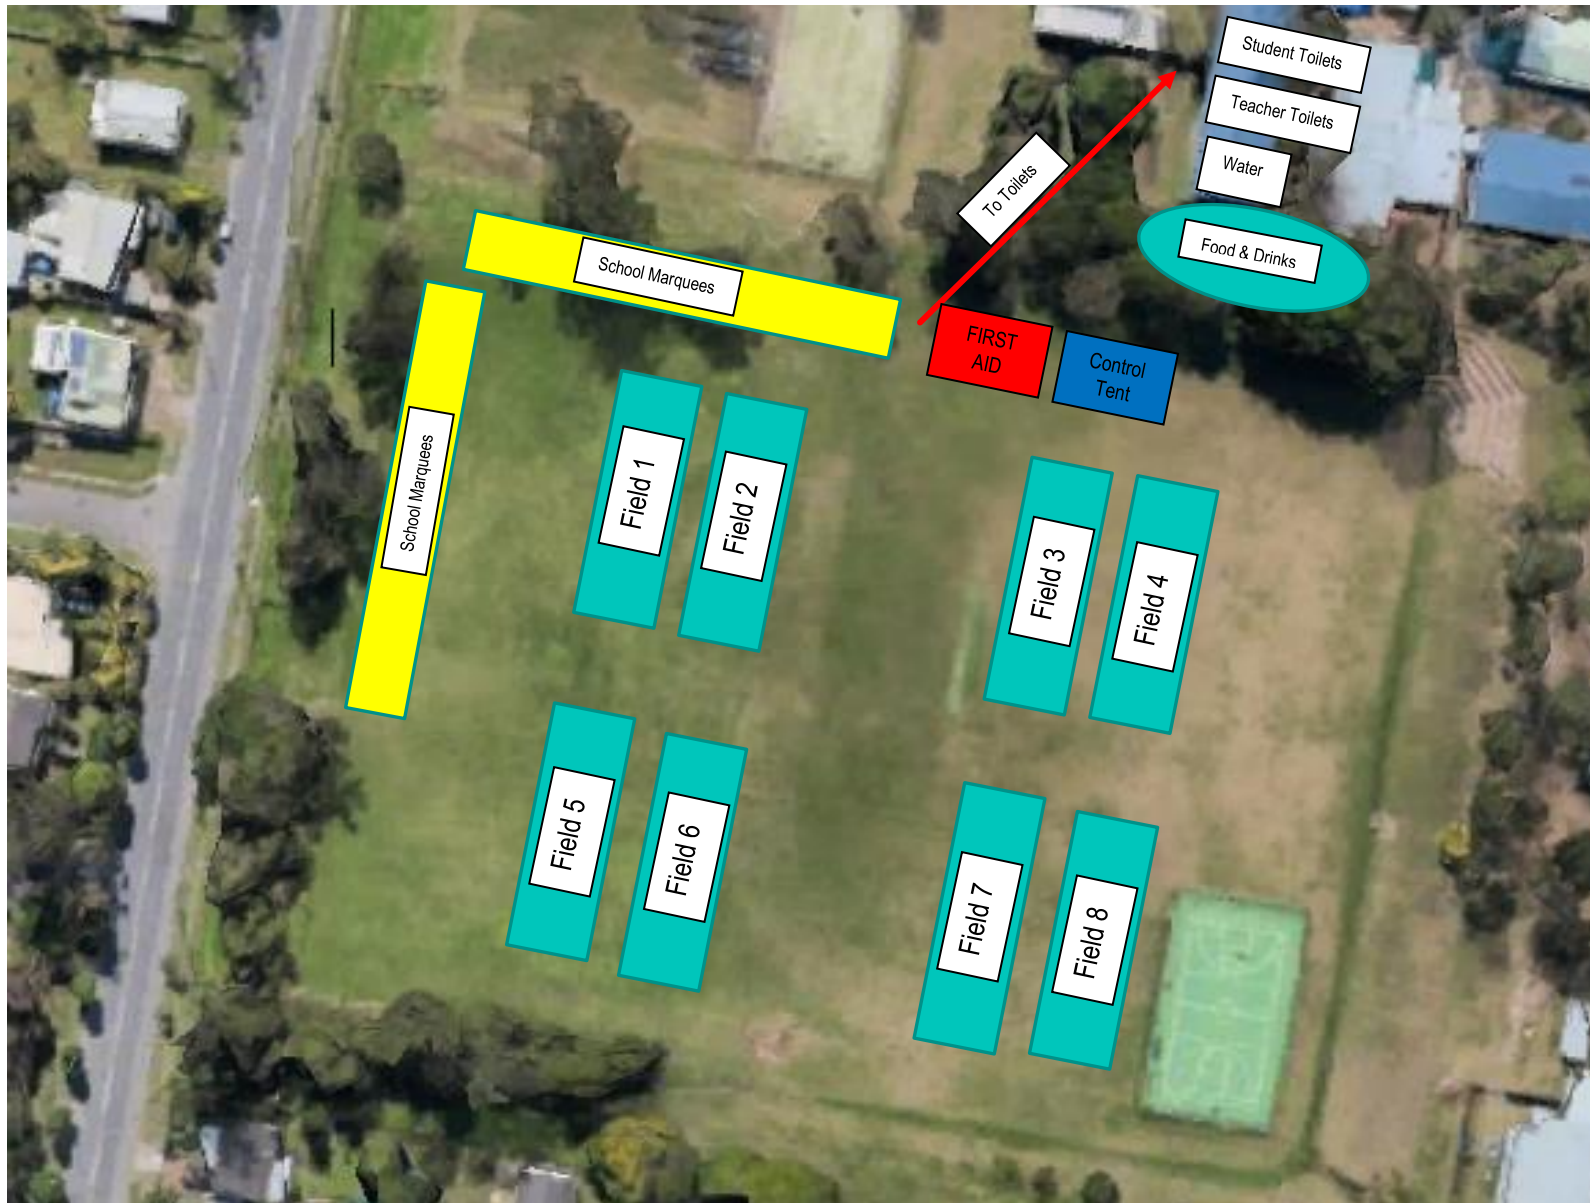 Student Toilets
Teacher Toilets
Water
To Toilets
Food & Drinks
School Marquees
FIRST
AID
Control
Tent
School Marquees
Field 1
Field 2
Field 3
Field 4
Field 5
Field 6
Field 7
Field 8